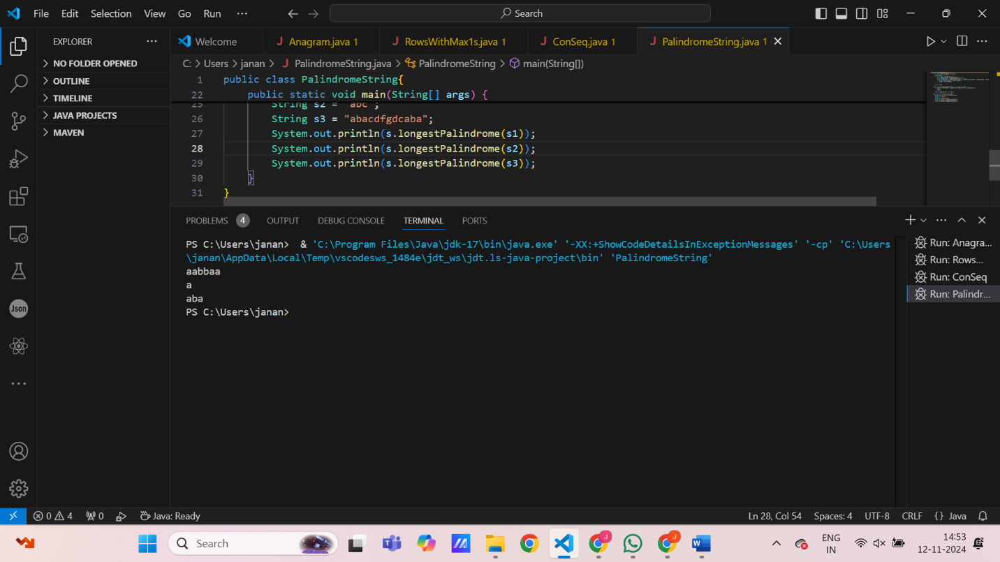 File Edit Selection View Go Run ··· Search
EXPLORER ···
Welcome Anagram.java 1 RowsWithMax1s.java 1 ConSeq.java 1 PalindromeString.java 1
NO FOLDER OPENED
OUTLINE
TIMELINE
JAVA PROJECTS
MAVEN
C: > Users > janan > PalindromeString.java > PalindromeString > main(String[])
1 public class PalindromeString{
22 public static void main(String[] args) {
25 String s2 = "abc";
26 String s3 = "abacdfgdcaba";
27 System.out.println(s.longestPalindrome(s1));
28 System.out.println(s.longestPalindrome(s2));
29 System.out.println(s.longestPalindrome(s3));
30 }
31 }
PROBLEMS 4 OUTPUT DEBUG CONSOLE TERMINAL PORTS
PS C:\Users\janan> & 'C:\Program Files\Java\jdk-17\bin\java.exe' '-XX:+ShowCodeDetailsInExceptionMessages' '-cp' 'C:\Users
\janan\AppData\Local\Temp\vscodesws_1484e\jdt_ws\jdt.ls-java-project\bin' 'PalindromeString'
aabbaa
a
aba
PS C:\Users\janan>
Run: Anagra...
Run: Rows...
Run: ConSeq
Run: Palindr...
Json
0 4 0 Java: Ready Ln 28, Col 54 Spaces: 4 UTF-8 CRLF {} Java
Search
J J
ENG
IN
14:53
12-11-2024